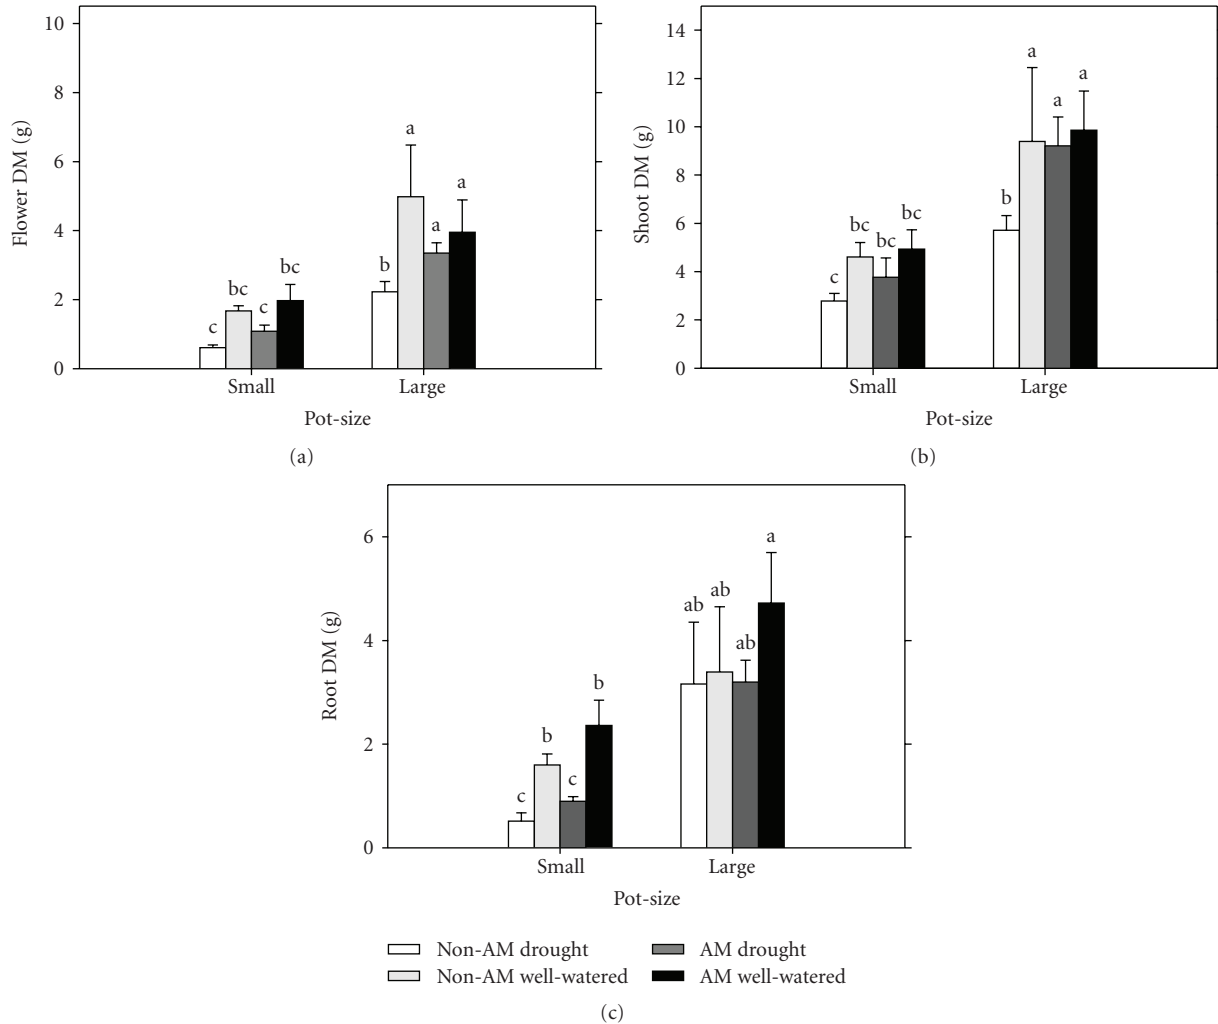 10
8
6
4
2
0
Flower DM (g)
c
bc
c
bc
b
a
a
a
Small
Large
Pot-size
(a)
14
12
10
8
6
4
2
0
Shoot DM (g)
c
bc
bc
bc
b
a
a
a
Small
Large
Pot-size
(b)
6
4
2
0
Root DM (g)
c
b
c
b
ab
ab
ab
a
Small
Large
Pot-size
Non-AM drought
AM drought
Non-AM well-watered
AM well-watered
(c)